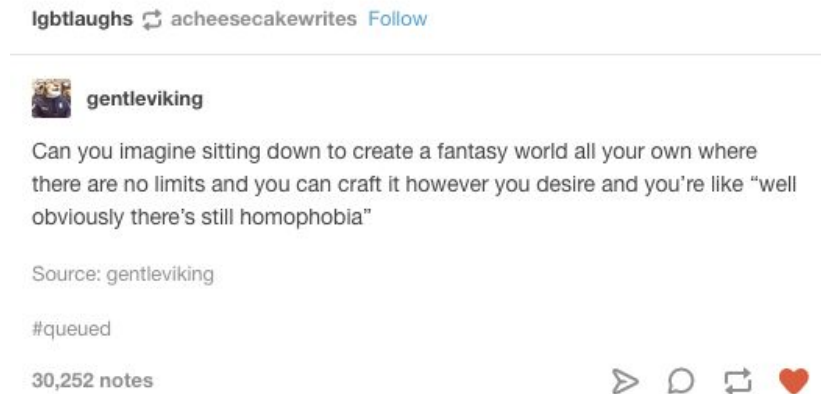 lgbtlaughs acheesecakewrites Follow
gentleviking
Can you imagine sitting down to create a fantasy world all your own where
there are no limits and you can craft it however you desire and you're like “well
obviously there's still homophobia”
Source: gentleviking
#queued
30,252 notes